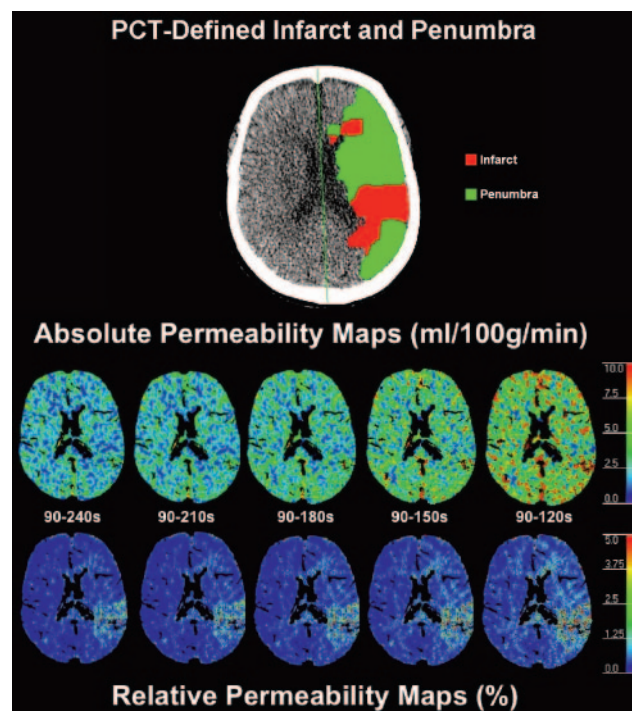 PCT-Defined Infarct and Penumbra
Infarct
Penumbra
Absolute Permeability Maps (ml/100g/min)
10.0
7.5
5.0
2.5
0.0
90-240s 90-210s 90-180s 90-150s 90-120s
5.0
3.75
2.5
1.25
0.0
Relative Permeability Maps (%)